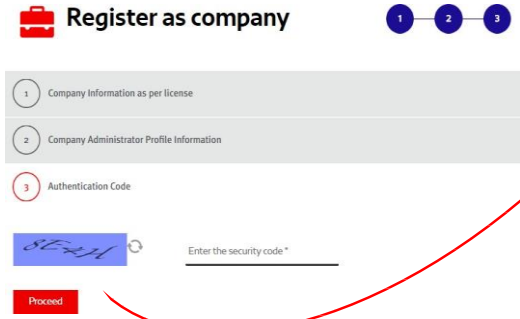 Register as company
1 2 3
1 Company Information as per license
2 Company Administrator Profile Information
3 Authentication Code
Enter the security code *
Proceed